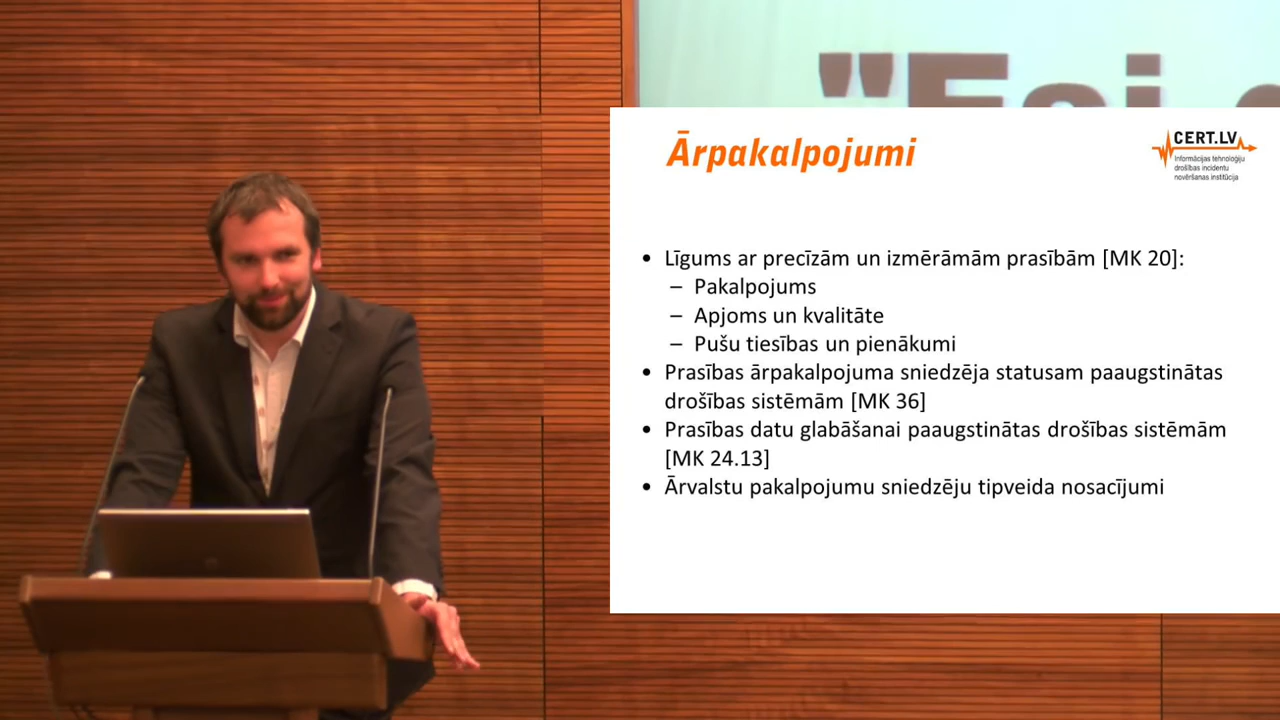 Ārpakalpojumi
CERT.LV
Informācijas tehnoloģiju
drošības incidentu
novēršanas institūcija
• Līgums ar precīzām un izmērāmām prasībām [MK 20]:
– Pakalpojums
– Apjoms un kvalitāte
– Pušu tiesības un pienākumi
• Prasības ārpakalpojuma sniedzēja statusam paaugstinātas
drošības sistēmām [MK 36]
• Prasības datu glabāšanai paaugstinātas drošības sistēmām
[MK 24.13]
• Ārvalstu pakalpojumu sniedzēju tipveida nosacījumi